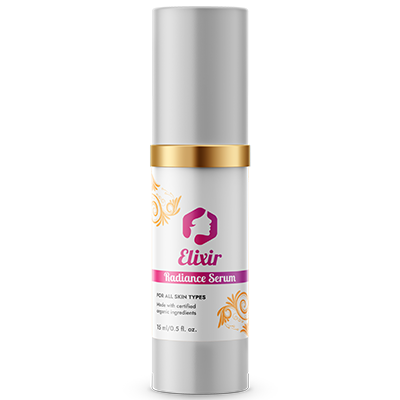 Elixir
Radiance Serum
FOR ALL SKIN TYPES
Made with certified
organic ingredients
15 ml/0.5 fl. oz.